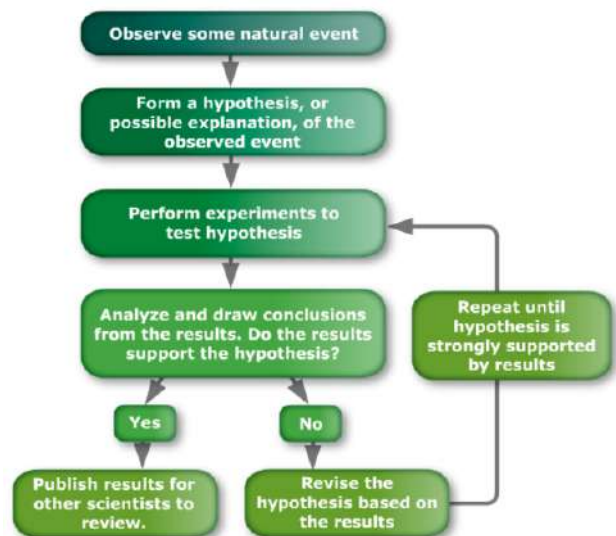 Observe some natural event
Form a hypothesis, or
possible explanation, of the
observed event
Perform experiments to
test hypothesis
Analyze and draw conclusions
from the results. Do the results
support the hypothesis?
Repeat until
hypothesis is
strongly supported
by results
Yes
No
Publish results for
other scientists to
review.
Revise the
hypothesis based on
the results